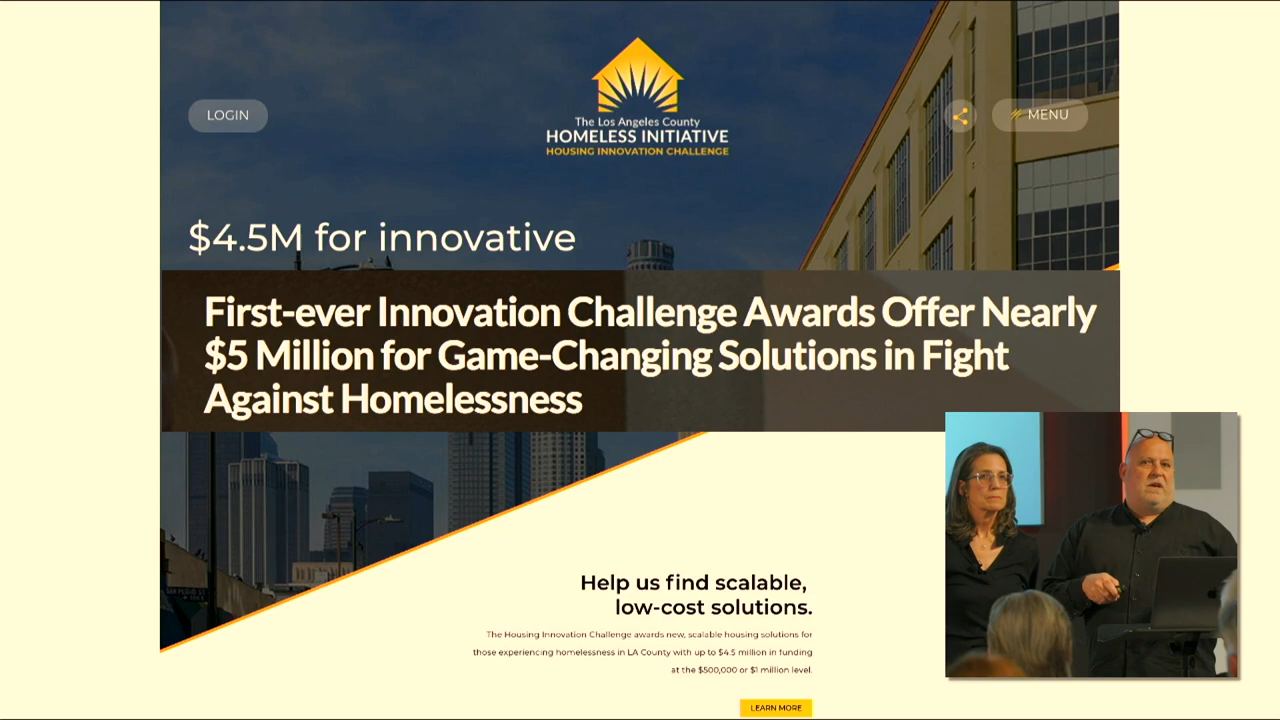 The Los Angeles County
HOMELESS INITIATIVE
HOUSING INNOVATION CHALLENGE
LOGIN
MENU
$4.5M for innovative
First-ever Innovation Challenge Awards Offer Nearly
$5 Million for Game-Changing Solutions in Fight
Against Homelessness
Help us find scalable,
low-cost solutions.
The Housing Innovation Challenge awards new, scalable housing solutions for
those experiencing homelessness in LA County with up to $4.5 million in funding
at the $500,000 or $1 million level.
LEARN MORE